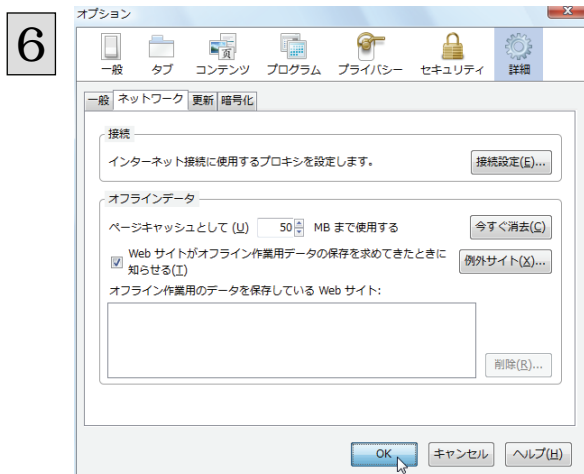 6
オプション
一般 タブ コンテンツ プログラム プライバシー セキュリティ 詳細
一般 ネットワーク 更新 暗号化
接続
インターネット接続に使用するプロキシを設定します。 接続設定(E)...
オフラインデータ
ページキャッシュとして (U) 50 MB まで使用する 今すぐ消去(C)
Web サイトがオフライン作業用データの保存を求めてきたときに
知らせる(T) 例外サイト(X)...
オフライン作業用のデータを保存している Web サイト:
削除(R)...
OK キャンセル ヘルプ(H)